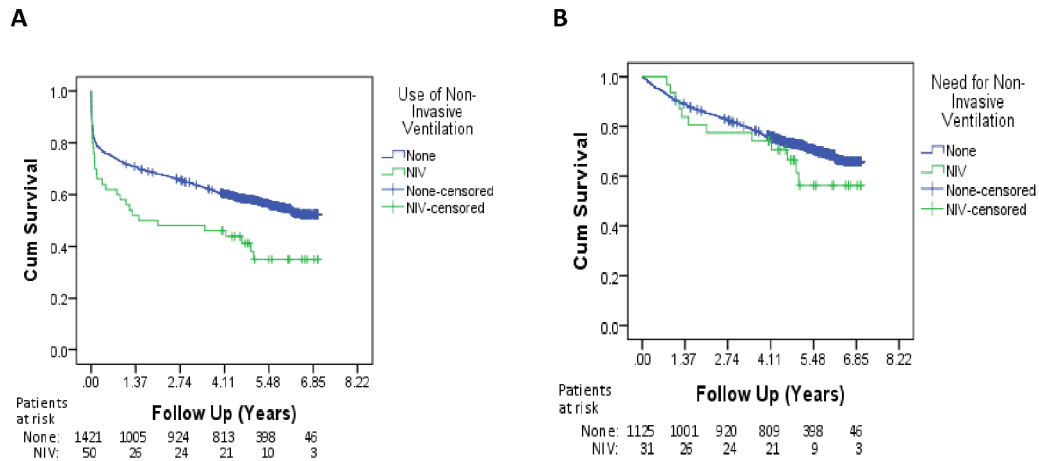 A
Cum Survival
1.0
0.8
0.6
0.4
0.2
0.0
.00 1.37 2.74 4.11 5.48 6.85 8.22
Follow Up (Years)
Use of Non-
Invasive
Ventilation
None
NIV
None-censored
NIV-censored
Patients
at risk
None: 1421 1005 924 813 398 46
NIV: 50 26 24 21 10 3
B
Cum Survival
1.0
0.8
0.6
0.4
0.2
0.0
.00 1.37 2.74 4.11 5.48 6.85 8.22
Follow Up (Years)
Need for Non-
Invasive
Ventilation
None
NIV
None-censored
NIV-censored
Patients
at risk
None: 1125 1001 920 809 398 46
NIV: 31 26 24 21 9 3